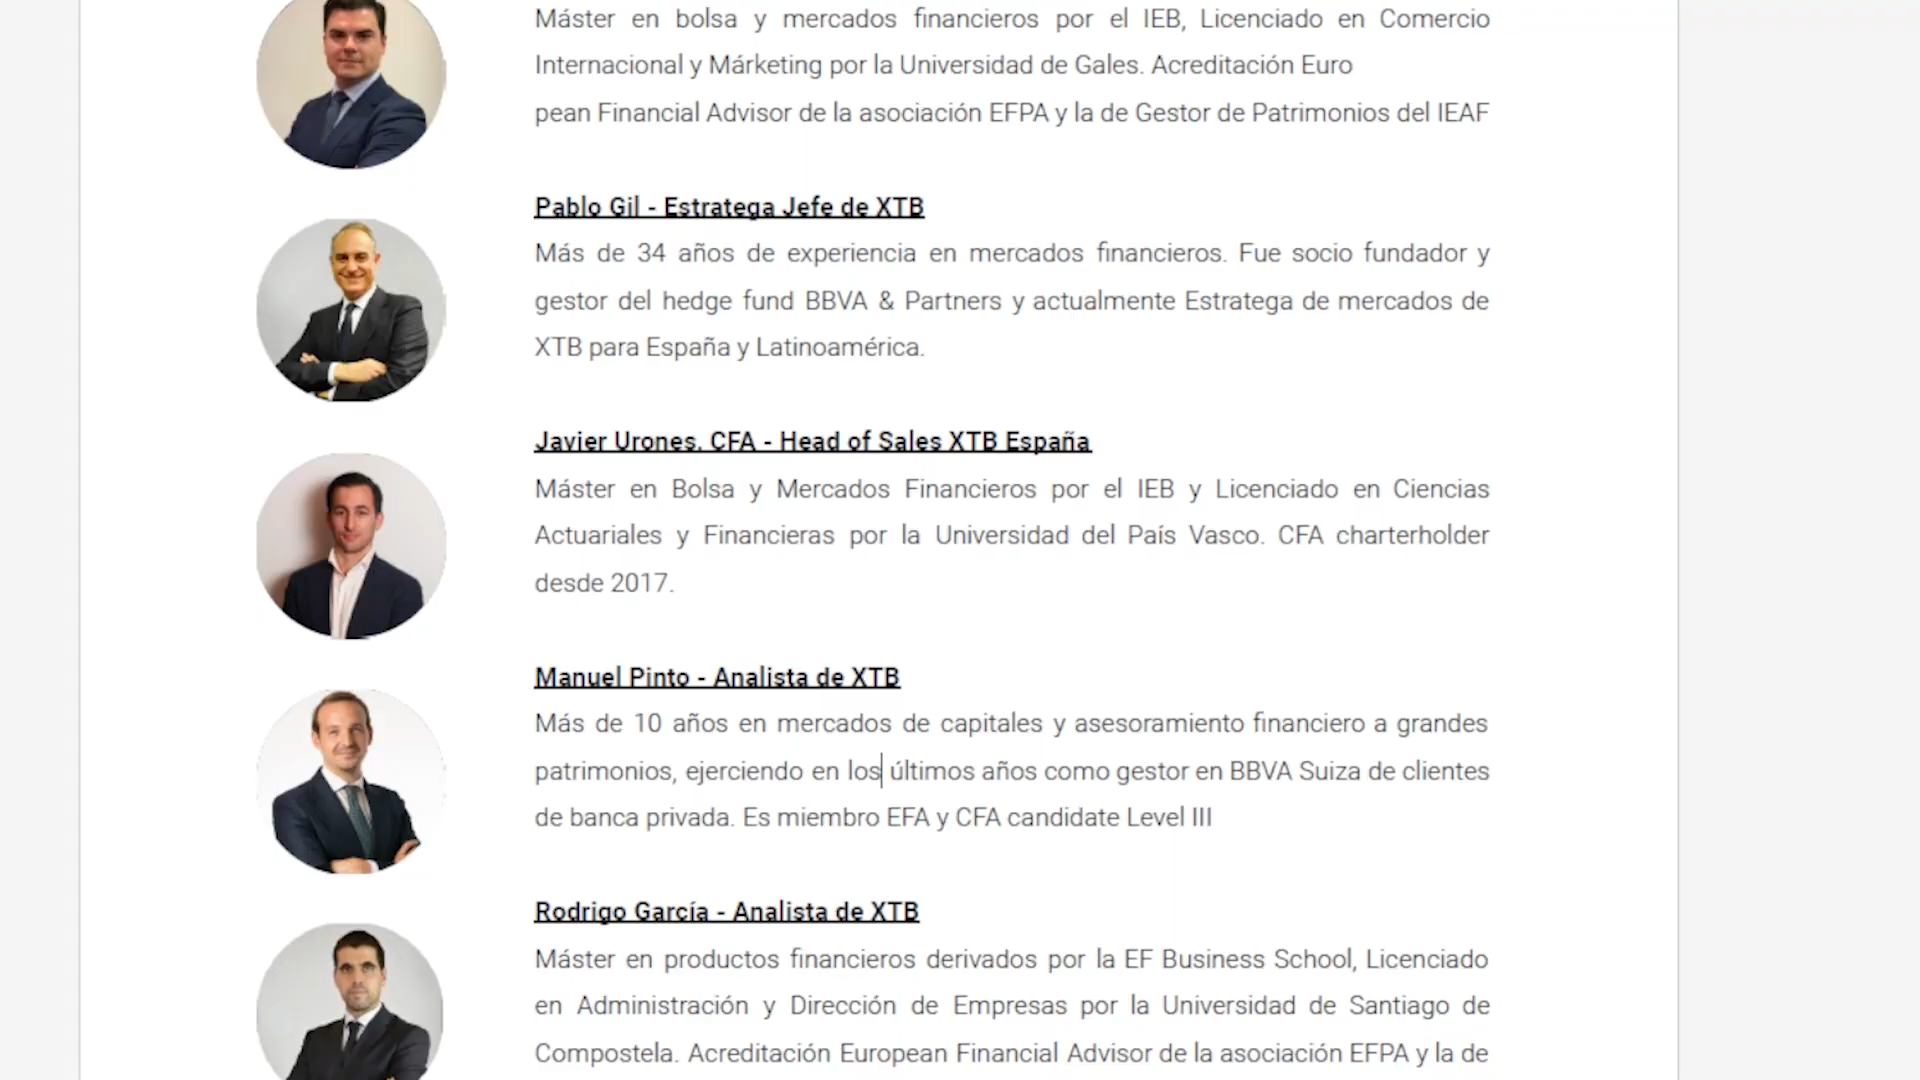 Máster en bolsa y mercados financieros por el IEB, Licenciado en Comercio
Internacional y Márketing por la Universidad de Gales. Acreditación Euro
pean Financial Advisor de la asociación EFPA y la de Gestor de Patrimonios del IEAF
Pablo Gil - Estratega Jefe de XTB
Más de 34 años de experiencia en mercados financieros. Fue socio fundador y
gestor del hedge fund BBVA & Partners y actualmente Estratega de mercados de
XTB para España y Latinoamérica.
Javier Urones, CFA - Head of Sales XTB España
Máster en Bolsa y Mercados Financieros por el IEB y Licenciado en Ciencias
Actuariales y Financieras por la Universidad del País Vasco. CFA charterholder
desde 2017.
Manuel Pinto - Analista de XTB
Más de 10 años en mercados de capitales y asesoramiento financiero a grandes
patrimonios, ejerciendo en los últimos años como gestor en BBVA Suiza de clientes
de banca privada. Es miembro EFA y CFA candidate Level III
Rodrigo García - Analista de XTB
Máster en productos financieros derivados por la EF Business School, Licenciado
en Administración y Dirección de Empresas por la Universidad de Santiago de
Compostela. Acreditación European Financial Advisor de la asociación EFPA y la de